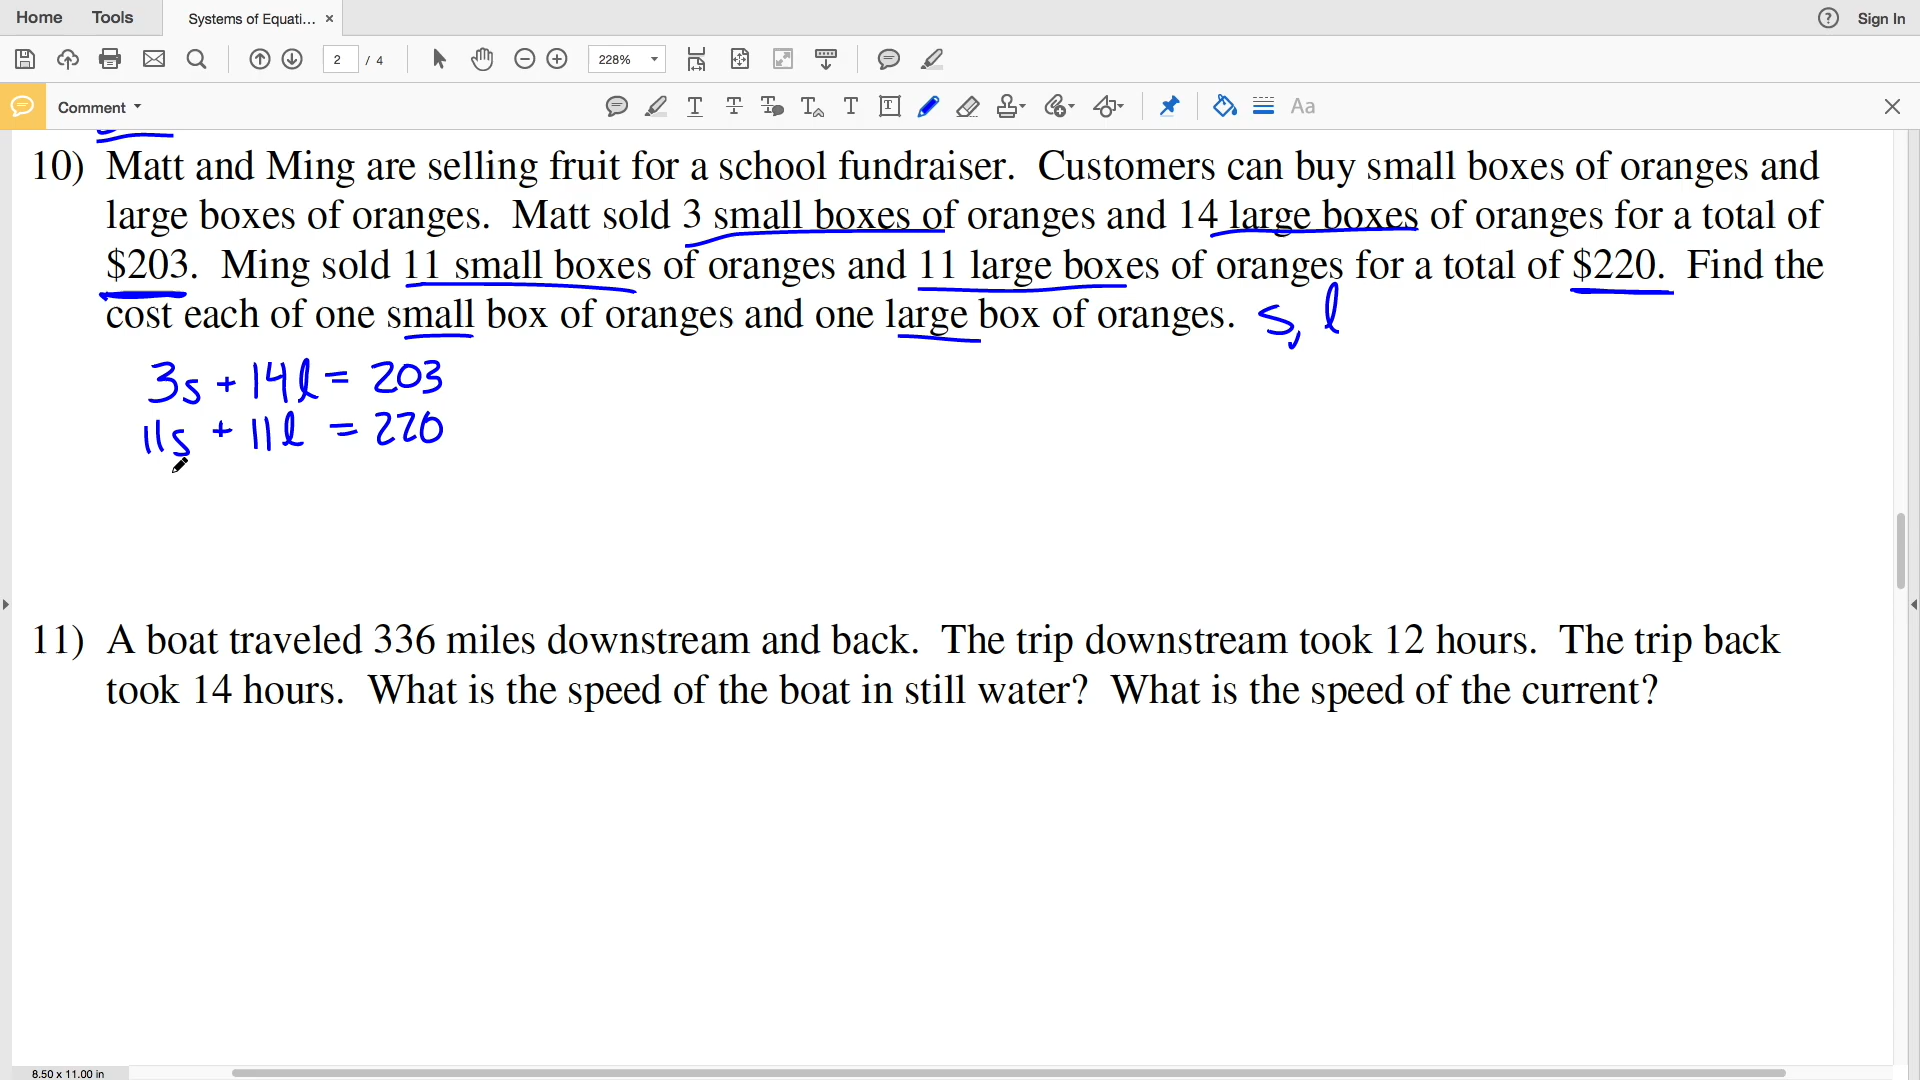 Home Tools Systems of Equati... × ? Sign In
2 / 4 228%
Comment T T T T T T Aa
10) Matt and Ming are selling fruit for a school fundraiser. Customers can buy small boxes of oranges and
large boxes of oranges. Matt sold 3 small boxes of oranges and 14 large boxes of oranges for a total of
$203. Ming sold 11 small boxes of oranges and 11 large boxes of oranges for a total of $220. Find the
cost each of one small box of oranges and one large box of oranges. s, l
3s + 14l = 203
11s + 11l = 220
11) A boat traveled 336 miles downstream and back. The trip downstream took 12 hours. The trip back
took 14 hours. What is the speed of the boat in still water? What is the speed of the current?
8.50 x 11.00 in